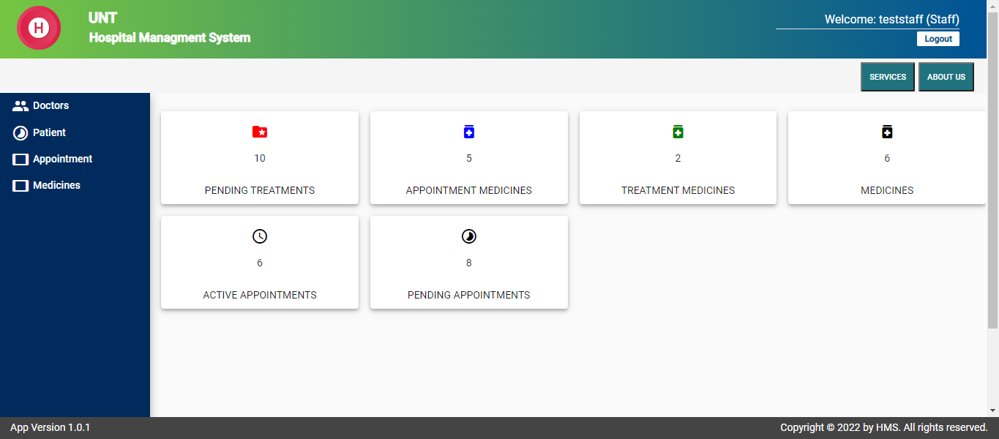 H
UNT
Hospital Managment System
Welcome: teststaff (Staff)
Logout
SERVICES
ABOUT US
Doctors
Patient
Appointment
Medicines
10
PENDING TREATMENTS
5
APPOINTMENT MEDICINES
2
TREATMENT MEDICINES
6
MEDICINES
6
ACTIVE APPOINTMENTS
8
PENDING APPOINTMENTS
App Version 1.0.1
Copyright © 2022 by HMS. All rights reserved.